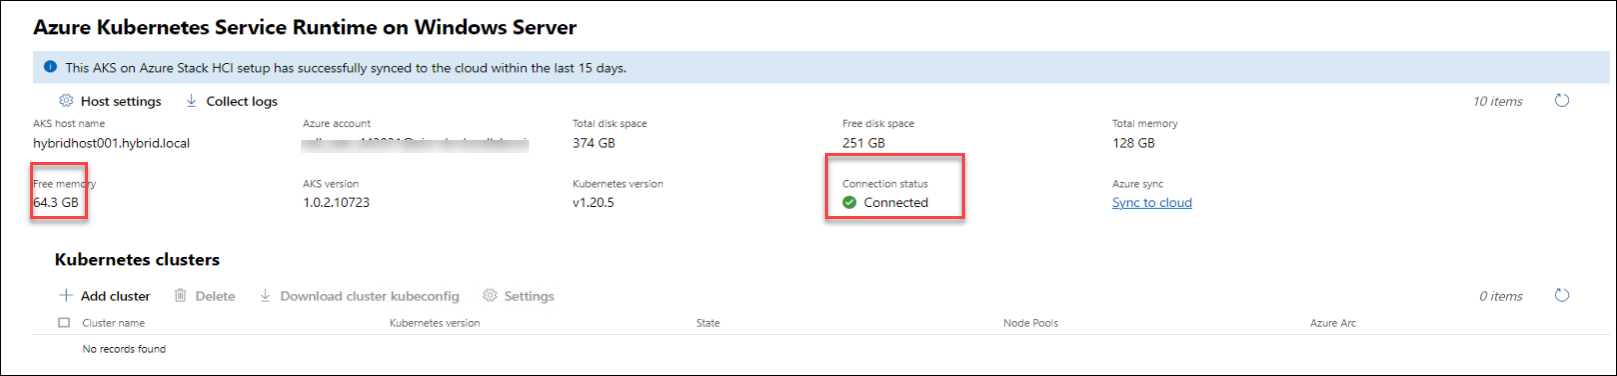 Azure Kubernetes Service Runtime on Windows Server
This AKS on Azure Stack HCI setup has successfully synced to the cloud within the last 15 days.
Host settings Collect logs 10 items
AKS host name Azure account Total disk space Free disk space Total memory
hybridhost001.hybrid.local 374 GB 251 GB 128 GB
Free memory AKS version Kubernetes version Connection status Azure sync
64.3 GB 1.0.2.10723 v1.20.5 Connected Sync to cloud
Kubernetes clusters
Add cluster Delete Download cluster kubeconfig Settings 0 items
Cluster name Kubernetes version State Node Pools Azure Arc
No records found